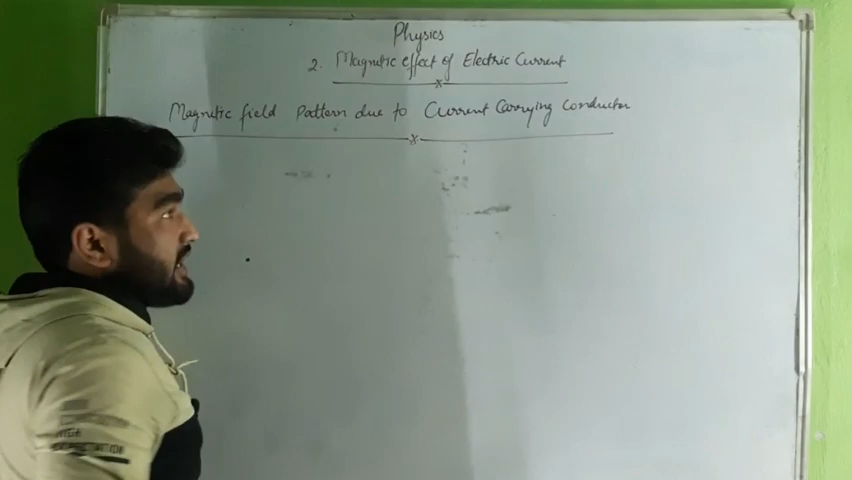 Physics
2. Magnetic effect of Electric Current
Magnetic field Pattern due to Current Carrying Conductor